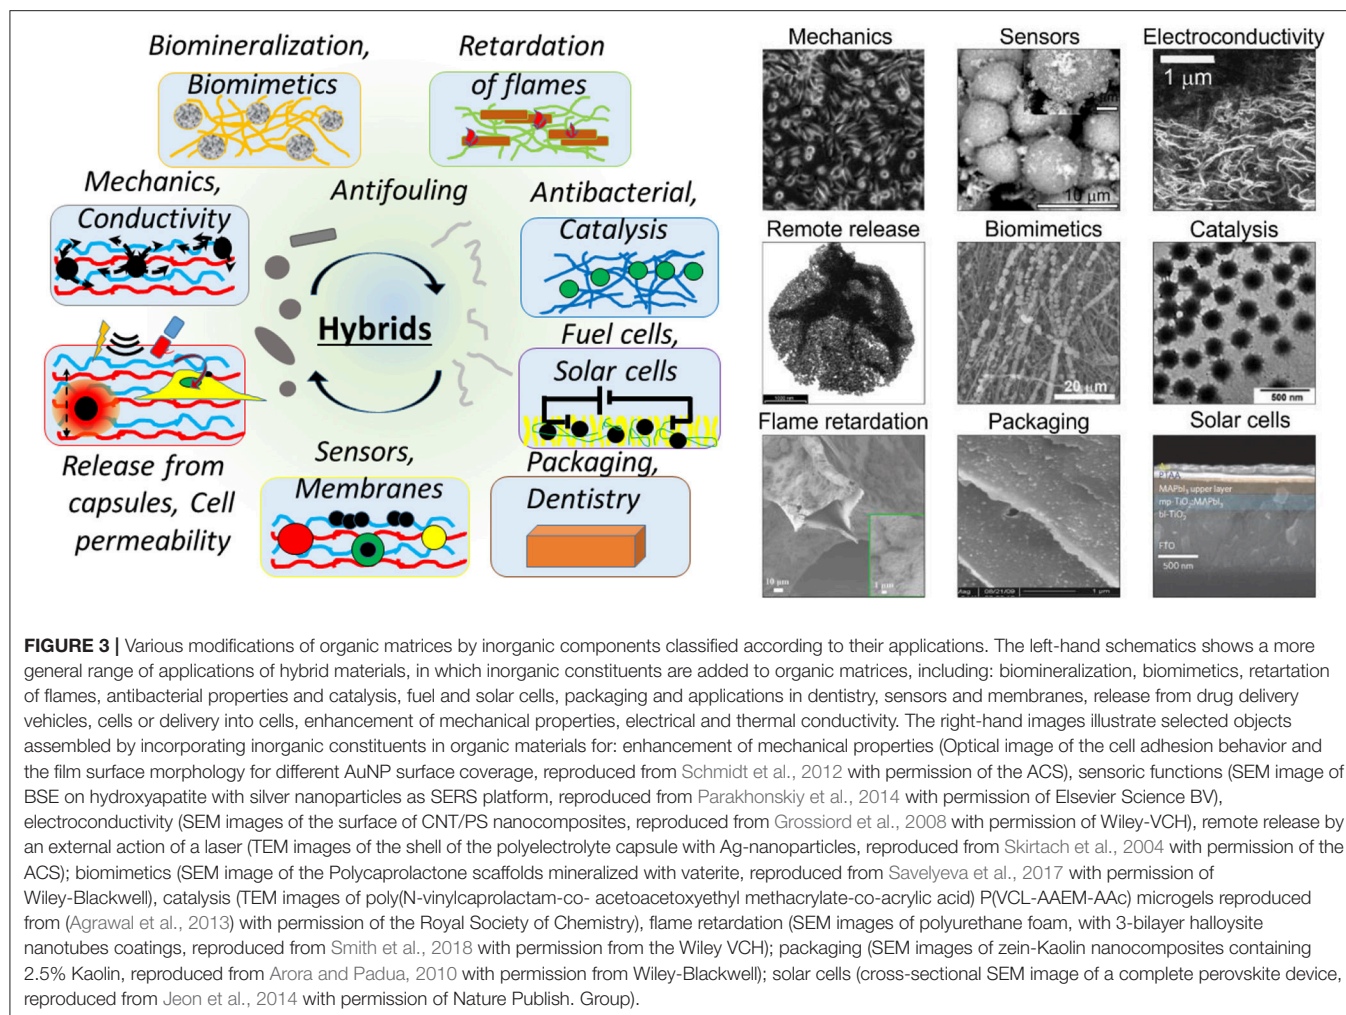 Biomineralization,
Biomimetics
Retardation
of flames
Mechanics,
Conductivity
Antifouling
Antibacterial,
Catalysis
Hybrids
Fuel cells,
Solar cells
Release from
capsules, Cell
permeability
Sensors,
Membranes
Packaging,
Dentistry
Mechanics
Sensors
10 µm
Electroconductivity
1 µm
Remote release
Biomimetics
20 µm
Catalysis
500 nm
Flame retardation
10 µm
1 µm
Packaging
08/21/09
1 µm
Solar cells
PTAA
MAPbI3 upper layer
mp-TiO2:MAPbI3
bl-TiO2
FTO
500 nm
FIGURE 3 | Various modifications of organic matrices by inorganic components classified according to their applications. The left-hand schematics shows a more
general range of applications of hybrid materials, in which inorganic constituents are added to organic matrices, including: biomineralization, biomimetics, retartation
of flames, antibacterial properties and catalysis, fuel and solar cells, packaging and applications in dentistry, sensors and membranes, release from drug delivery
vehicles, cells or delivery into cells, enhancement of mechanical properties, electrical and thermal conductivity. The right-hand images illustrate selected objects
assembled by incorporating inorganic constituents in organic materials for: enhancement of mechanical properties (Optical image of the cell adhesion behavior and
the film surface morphology for different AuNP surface coverage, reproduced from Schmidt et al., 2012 with permission of the ACS), sensoric functions (SEM image of
BSE on hydroxyapatite with silver nanoparticles as SERS platform, reproduced from Parakhonskiy et al., 2014 with permission of Elsevier Science BV),
electroconductivity (SEM images of the surface of CNT/PS nanocomposites, reproduced from Grossiord et al., 2008 with permission of Wiley-VCH), remote release by
an external action of a laser (TEM images of the shell of the polyelectrolyte capsule with Ag-nanoparticles, reproduced from Skirtach et al., 2004 with permission of the
ACS); biomimetics (SEM image of the Polycaprolactone scaffolds mineralized with vaterite, reproduced from Savelyeva et al., 2017 with permission of
Wiley-Blackwell), catalysis (TEM images of poly(N-vinylcaprolactam-co- acetoacetoxyethyl methacrylate-co-acrylic acid) P(VCL-AAEM-AAc) microgels reproduced
from (Agrawal et al., 2013) with permission of the Royal Society of Chemistry), flame retardation (SEM images of polyurethane foam, with 3-bilayer halloysite
nanotubes coatings, reproduced from Smith et al., 2018 with permission from the Wiley VCH); packaging (SEM images of zein-Kaolin nanocomposites containing
2.5% Kaolin, reproduced from Arora and Padua, 2010 with permission from Wiley-Blackwell); solar cells (cross-sectional SEM image of a complete perovskite device,
reproduced from Jeon et al., 2014 with permission of Nature Publish. Group).